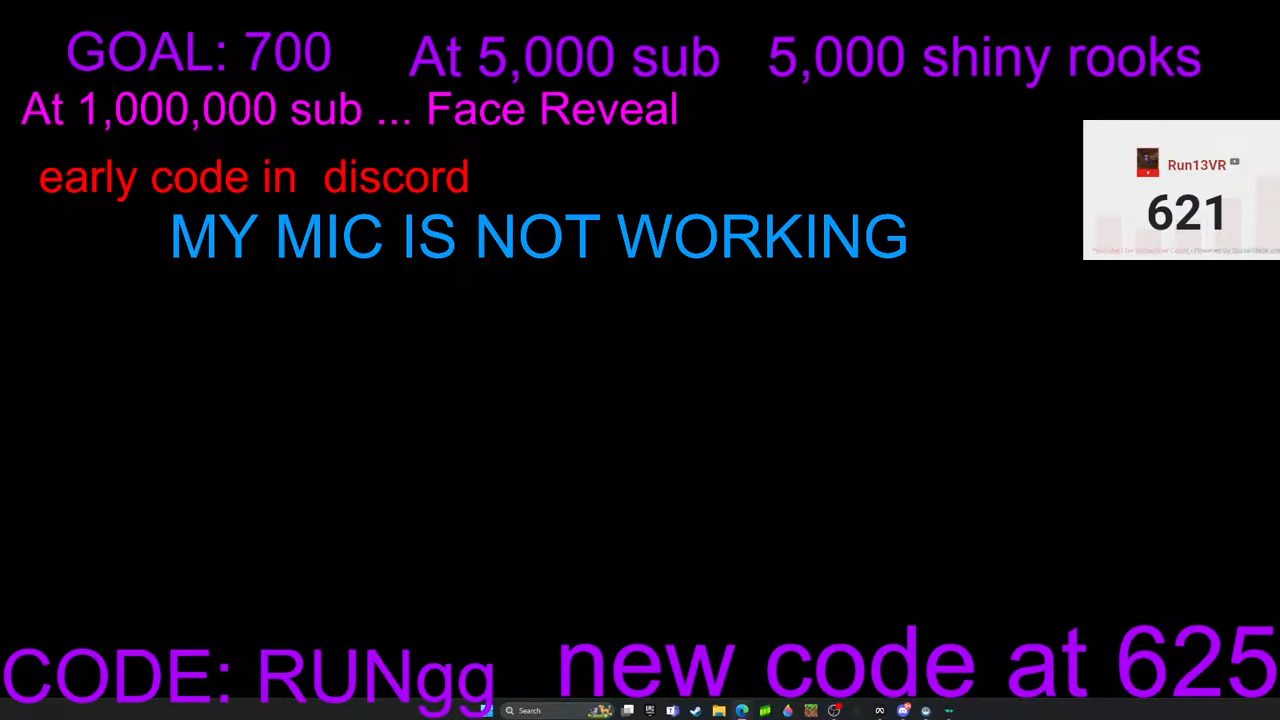 GOAL: 700
At 5,000 sub 5,000 shiny rooks
At 1,000,000 sub ... Face Reveal
early code in discord
MY MIC IS NOT WORKING
Run13VR
621
CODE: RUNgg
new code at 625
Search